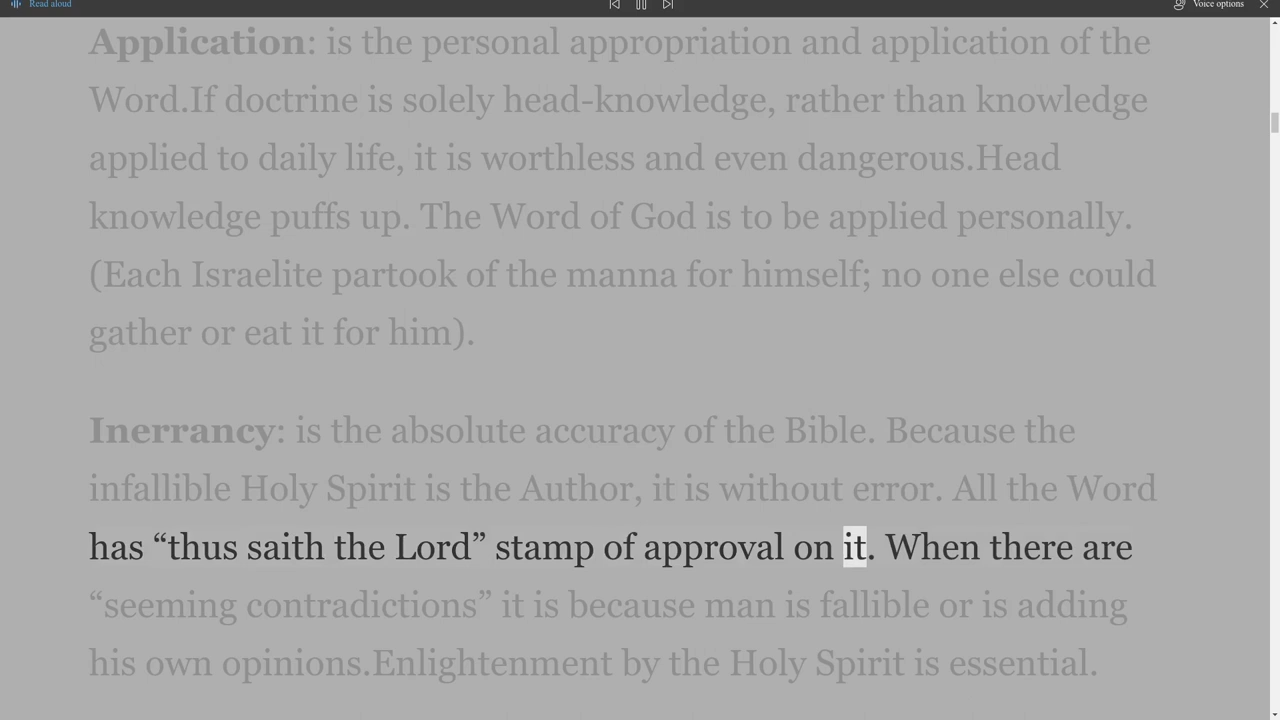 Read aloud
Voice options
Application: is the personal appropriation and application of the
Word.If doctrine is solely head-knowledge, rather than knowledge
applied to daily life, it is worthless and even dangerous.Head
knowledge puffs up. The Word of God is to be applied personally.
(Each Israelite partook of the manna for himself; no one else could
gather or eat it for him).
Inerrancy: is the absolute accuracy of the Bible. Because the
infallible Holy Spirit is the Author, it is without error. All the Word
has “thus saith the Lord” stamp of approval on it. When there are
“seeming contradictions” it is because man is fallible or is adding
his own opinions.Enlightenment by the Holy Spirit is essential.